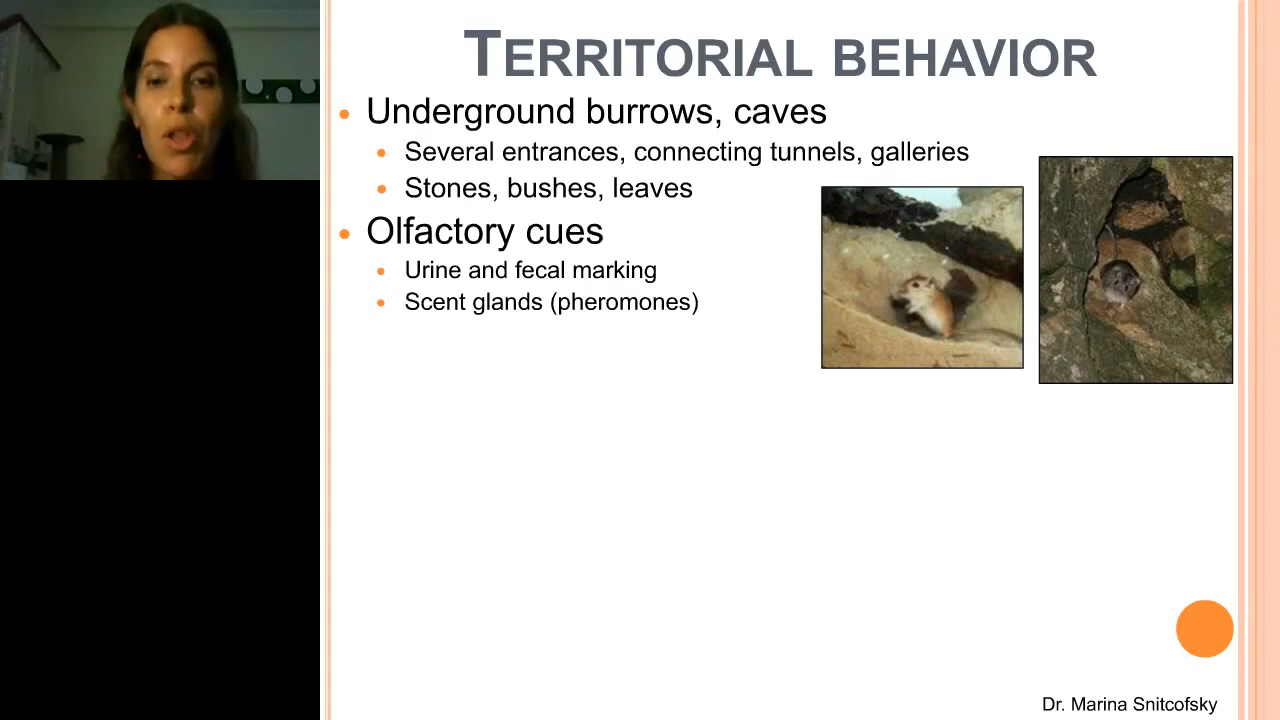 TERRITORIAL BEHAVIOR
Underground burrows, caves
Several entrances, connecting tunnels, galleries
Stones, bushes, leaves
Olfactory cues
Urine and fecal marking
Scent glands (pheromones)
Dr. Marina Snitcofsky